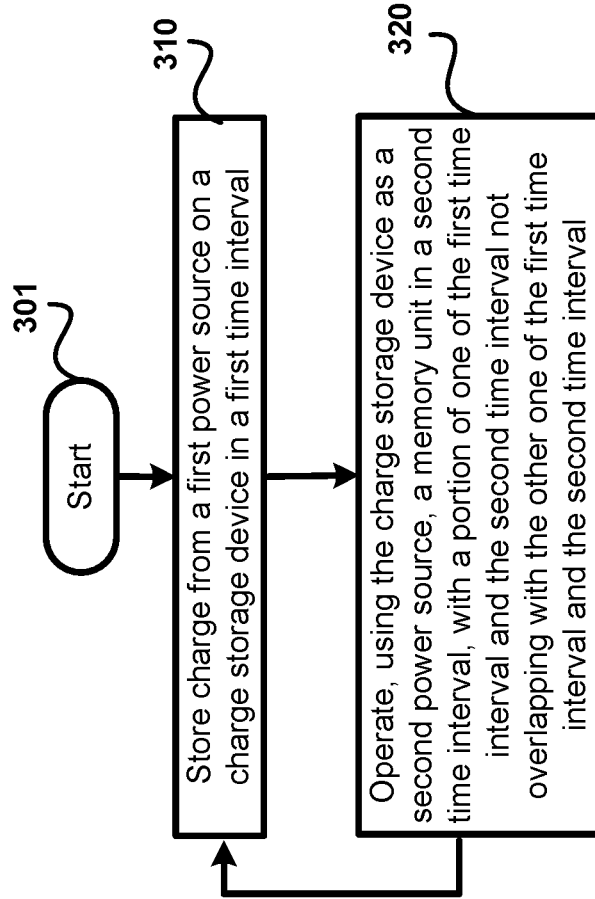 301
Start
310
Store charge from a first power source on a
charge storage device in a first time interval
320
Operate, using the charge storage device as a
second power source, a memory unit in a second
time interval, with a portion of one of the first time
interval and the second time interval not
overlapping with the other one of the first time
interval and the second time interval